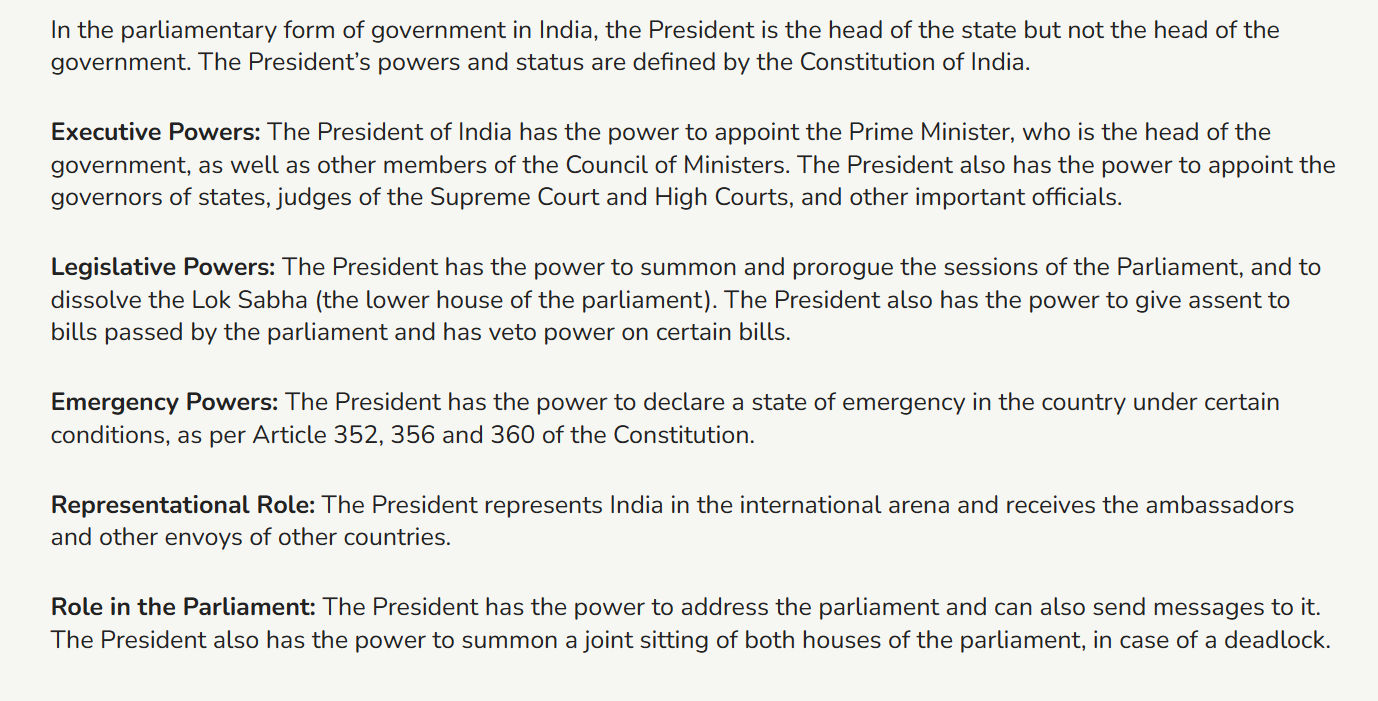 In the parliamentary form of government in India, the President is the head of the state but not the head of the
government. The President’s powers and status are defined by the Constitution of India.
Executive Powers: The President of India has the power to appoint the Prime Minister, who is the head of the
government, as well as other members of the Council of Ministers. The President also has the power to appoint the
governors of states, judges of the Supreme Court and High Courts, and other important officials.
Legislative Powers: The President has the power to summon and prorogue the sessions of the Parliament, and to
dissolve the Lok Sabha (the lower house of the parliament). The President also has the power to give assent to
bills passed by the parliament and has veto power on certain bills.
Emergency Powers: The President has the power to declare a state of emergency in the country under certain
conditions, as per Article 352, 356 and 360 of the Constitution.
Representational Role: The President represents India in the international arena and receives the ambassadors
and other envoys of other countries.
Role in the Parliament: The President has the power to address the parliament and can also send messages to it.
The President also has the power to summon a joint sitting of both houses of the parliament, in case of a deadlock.